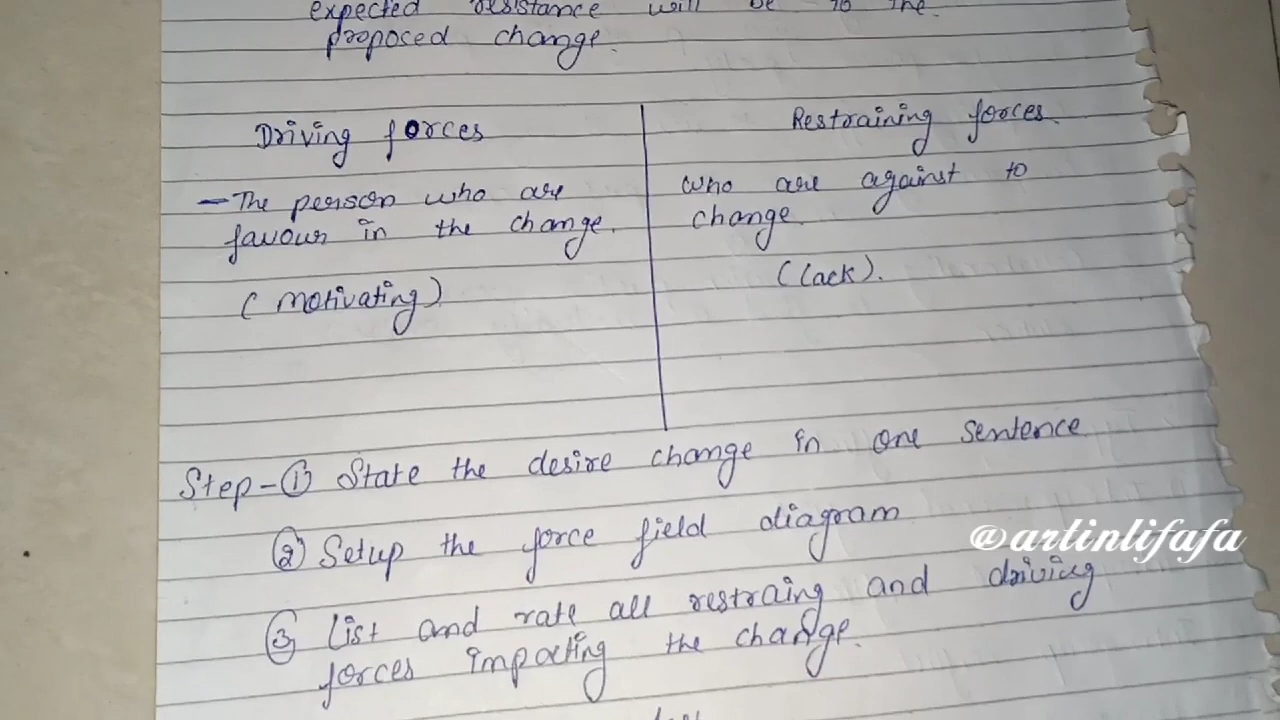 expected resistance will be to the
proposed change.
Driving forces
- The person who are
favour in the change.
(motivating)
Restraining forces.
who are against to
change.
(lack).
Step-① State the desire change in one sentence
② Setup the force field diagram
③ List and rate all restraing and driving
forces impacting the change.
@artinlifafa